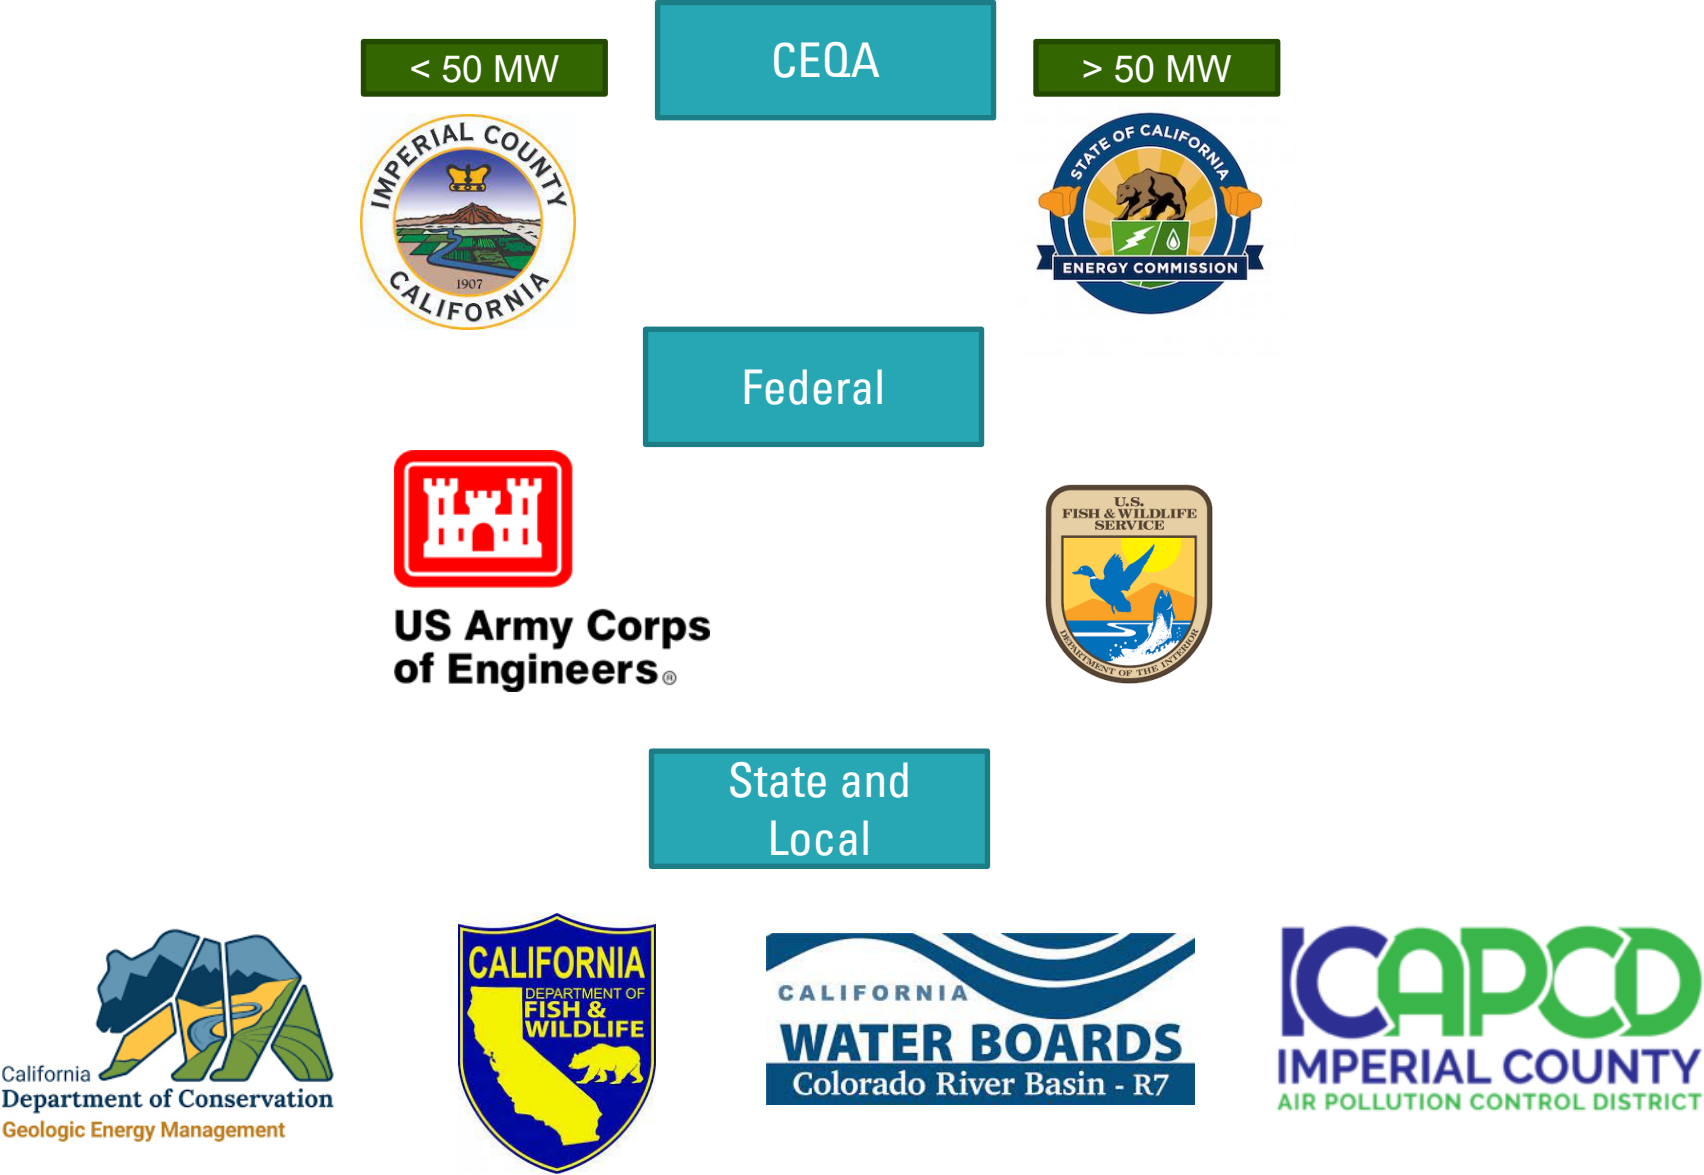 CEQA
< 50 MW
> 50 MW
IMPERIAL COUNTY
CALIFORNIA
1907
STATE OF CALIFORNIA
ENERGY COMMISSION
Federal
US Army Corps
of Engineers®
U.S.
FISH & WILDLIFE
SERVICE
DEPARTMENT OF THE INTERIOR
State and
Local
California
Department of Conservation
Geologic Energy Management
CALIFORNIA
DEPARTMENT OF
FISH &
WILDLIFE
CALIFORNIA
WATER BOARDS
Colorado River Basin - R7
ICAPCD
IMPERIAL COUNTY
AIR POLLUTION CONTROL DISTRICT